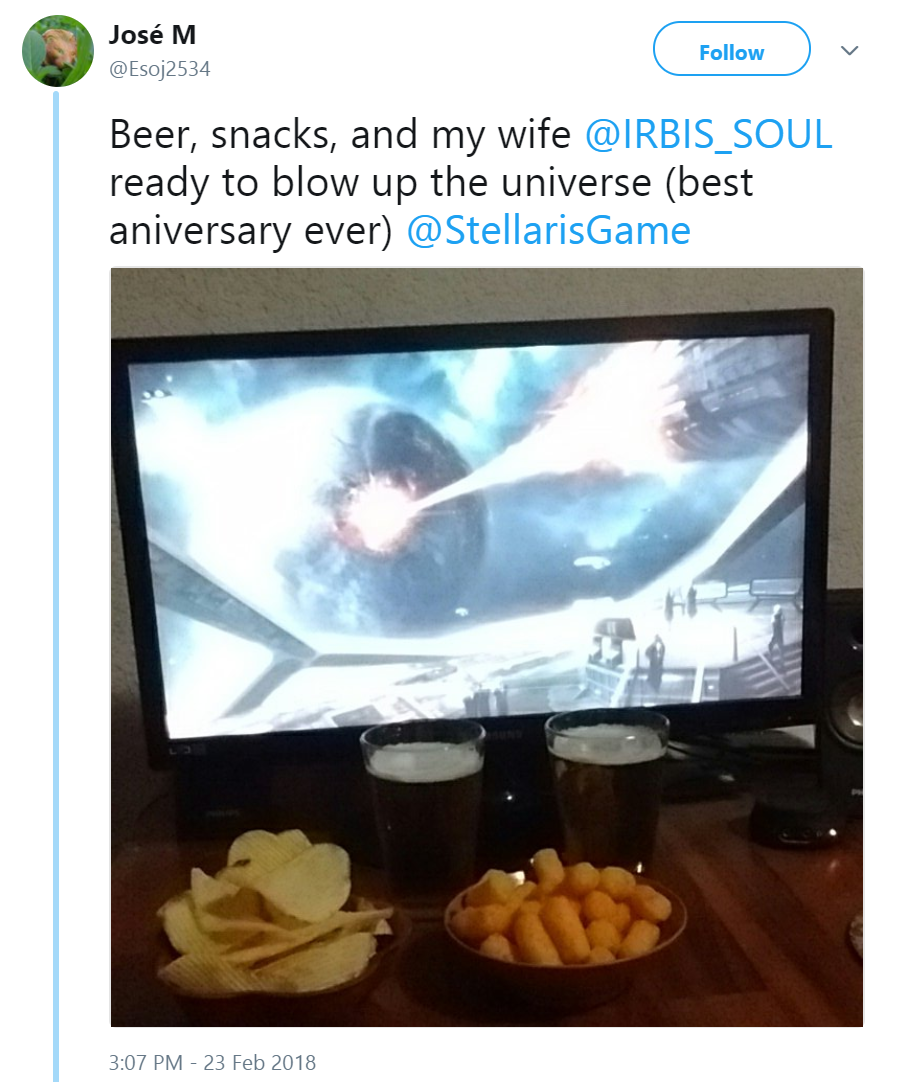 José M
@Esoj2534
Follow
Beer, snacks, and my wife @IRBIS_SOUL
ready to blow up the universe (best
aniversary ever) @StellarisGame
3:07 PM - 23 Feb 2018